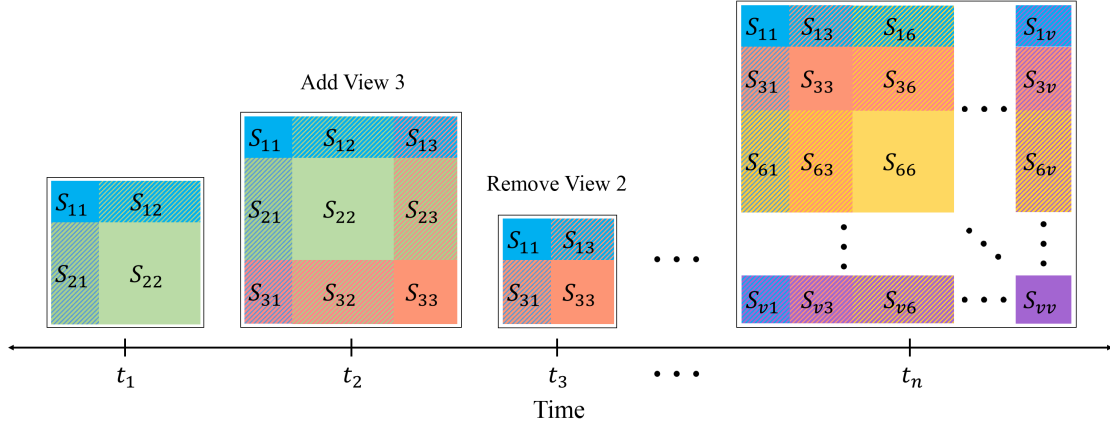 Add View 3
Remove View 2
S₁₁ S₁₂
S₂₁ S₂₂
S₁₁ S₁₂ S₁₃
S₂₁ S₂₂ S₂₃
S₃₁ S₃₂ S₃₃
S₁₁ S₁₃
S₃₁ S₃₃
...
S₁₁ S₁₃ S₁₆ S₁ᵥ
S₃₁ S₃₃ S₃₆ ... S₃ᵥ
S₆₁ S₆₃ S₆₆ S₆ᵥ
Sᵥ₁ Sᵥ₃ Sᵥ₆ ... Sᵥᵥ
t₁ t₂ t₃ ... tₙ
Time